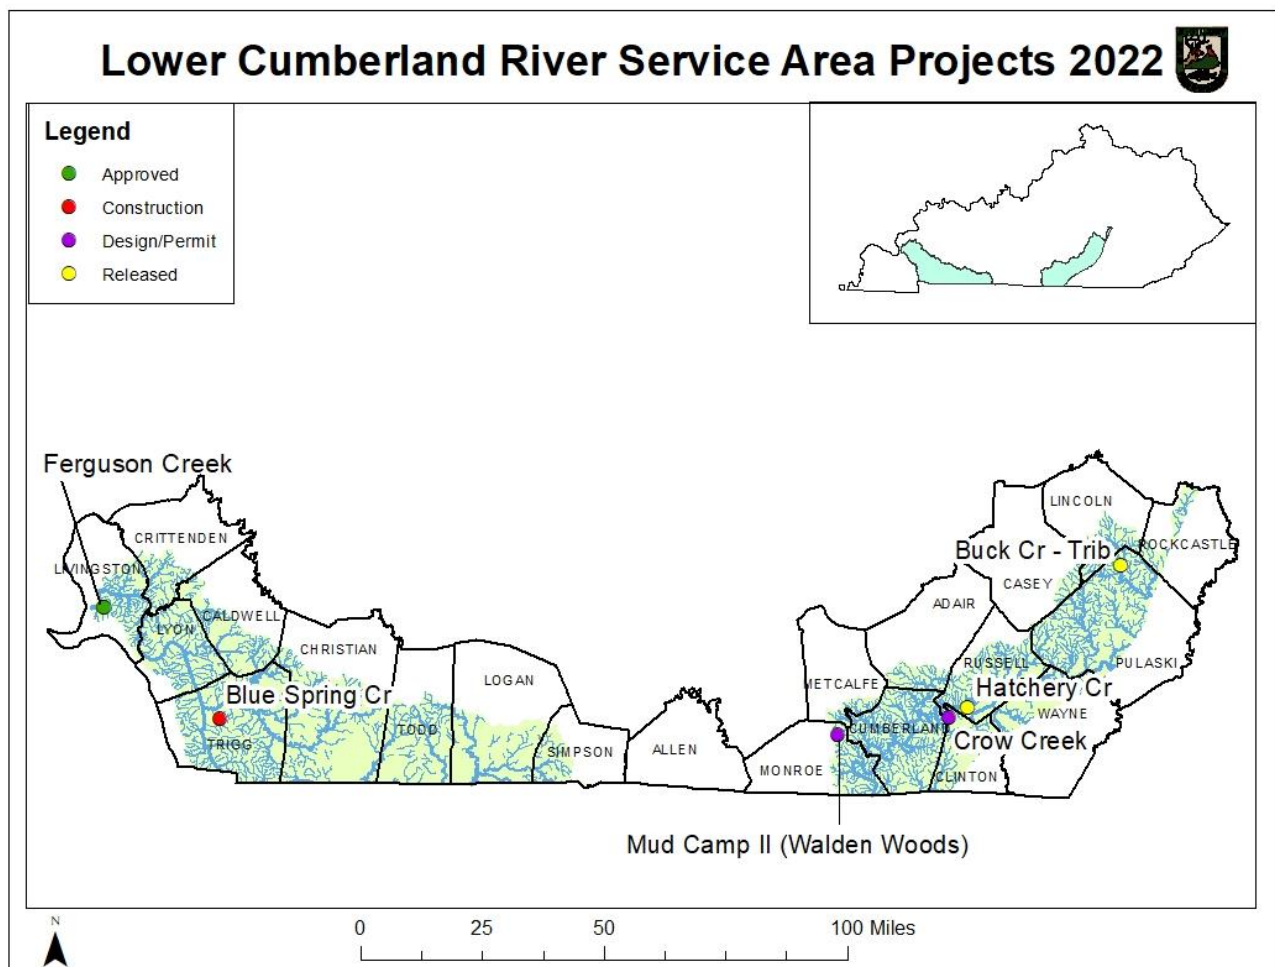 Lower Cumberland River Service Area Projects 2022
Legend
Approved
Construction
Design/Permit
Released
Ferguson Creek
CRITTENDEN
LIVINGSTON
LYON
CALDWELL
CHRISTIAN
Blue Spring Cr
TRIGG
TODD
LOGAN
SIMPSON
ALLEN
LINCOLN
ROCKCASTLE
Buck Cr - Trib
CASEY
ADAIR
RUSSELL
PULASKI
METCALFE
Hatchery Cr
WAYNE
CUMBERLAND
Crow Creek
MONROE
CLINTON
Mud Camp II (Walden Woods)
N
0 25 50 100 Miles